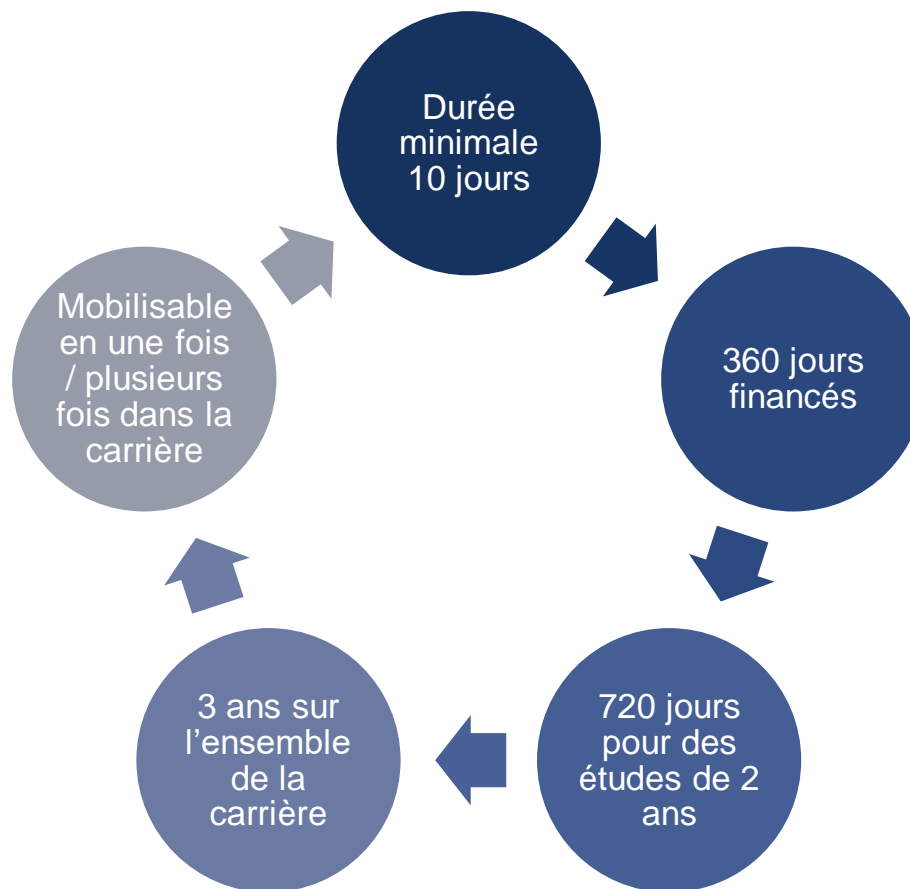 Durée
minimale
10 jours
360 jours
financés
720 jours
pour des
études de 2
ans
3 ans sur
l’ensemble
de la
carrière
Mobilisable
en une fois
/ plusieurs
fois dans la
carrière